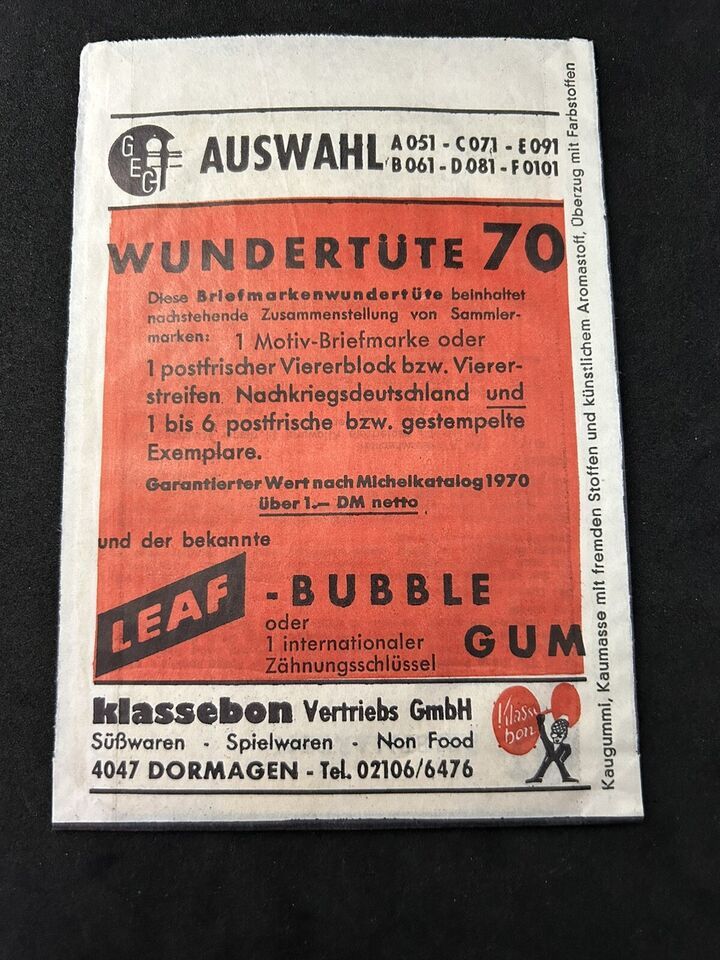 GEC
AUSWAHL
A 051 - C 071 - E 091
B 061 - D 081 - F 0101
WUNDERTÜTE 70
Diese Briefmarkenwundertüte beinhaltet
nachstehende Zusammenstellung von Sammler-
marken: 1 Motiv-Briefmarke oder
1 postfrischer Viererblock bzw. Vierer-
streifen Nachkriegsdeutschland und
1 bis 6 postfrische bzw. gestempelte
Exemplare.
Garantierter Wert nach Michelkatalog 1970
über 1.— DM netto
und der bekannte
LEAF - BUBBLE
oder
1 internationaler GUM
Zähnungsschlüssel
klassebon Vertriebs GmbH
Süßwaren - Spielwaren - Non Food
4047 DORMAGEN - Tel. 02106/6476
Klasse
bon
Kaugummi, Kaumasse mit fremden Stoffen und künstlichem Aromastoff, Überzug mit Farbstoffen